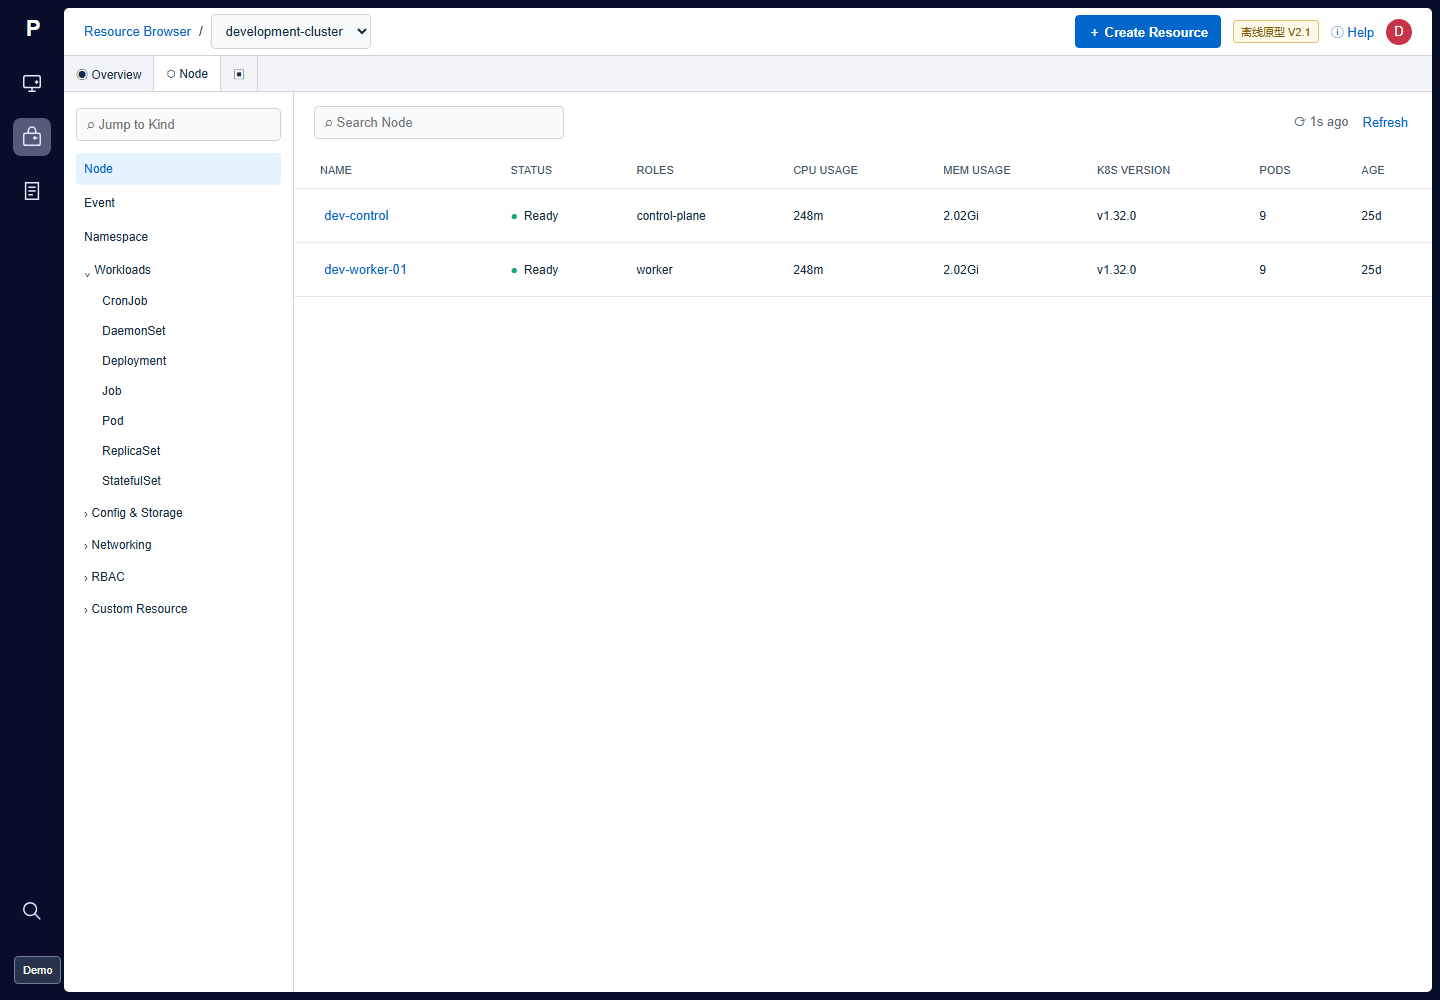 P
Resource Browser / development-cluster
+ Create Resource
离线原型 V2.1
Help
D
Overview
Node
Jump to Kind
Node
Event
Namespace
Workloads
CronJob
DaemonSet
Deployment
Job
Pod
ReplicaSet
StatefulSet
Config & Storage
Networking
RBAC
Custom Resource
Search Node
1s ago
Refresh
NAME STATUS ROLES CPU USAGE MEM USAGE K8S VERSION PODS AGE
dev-control Ready control-plane 248m 2.02Gi v1.32.0 9 25d
dev-worker-01 Ready worker 248m 2.02Gi v1.32.0 9 25d
Demo